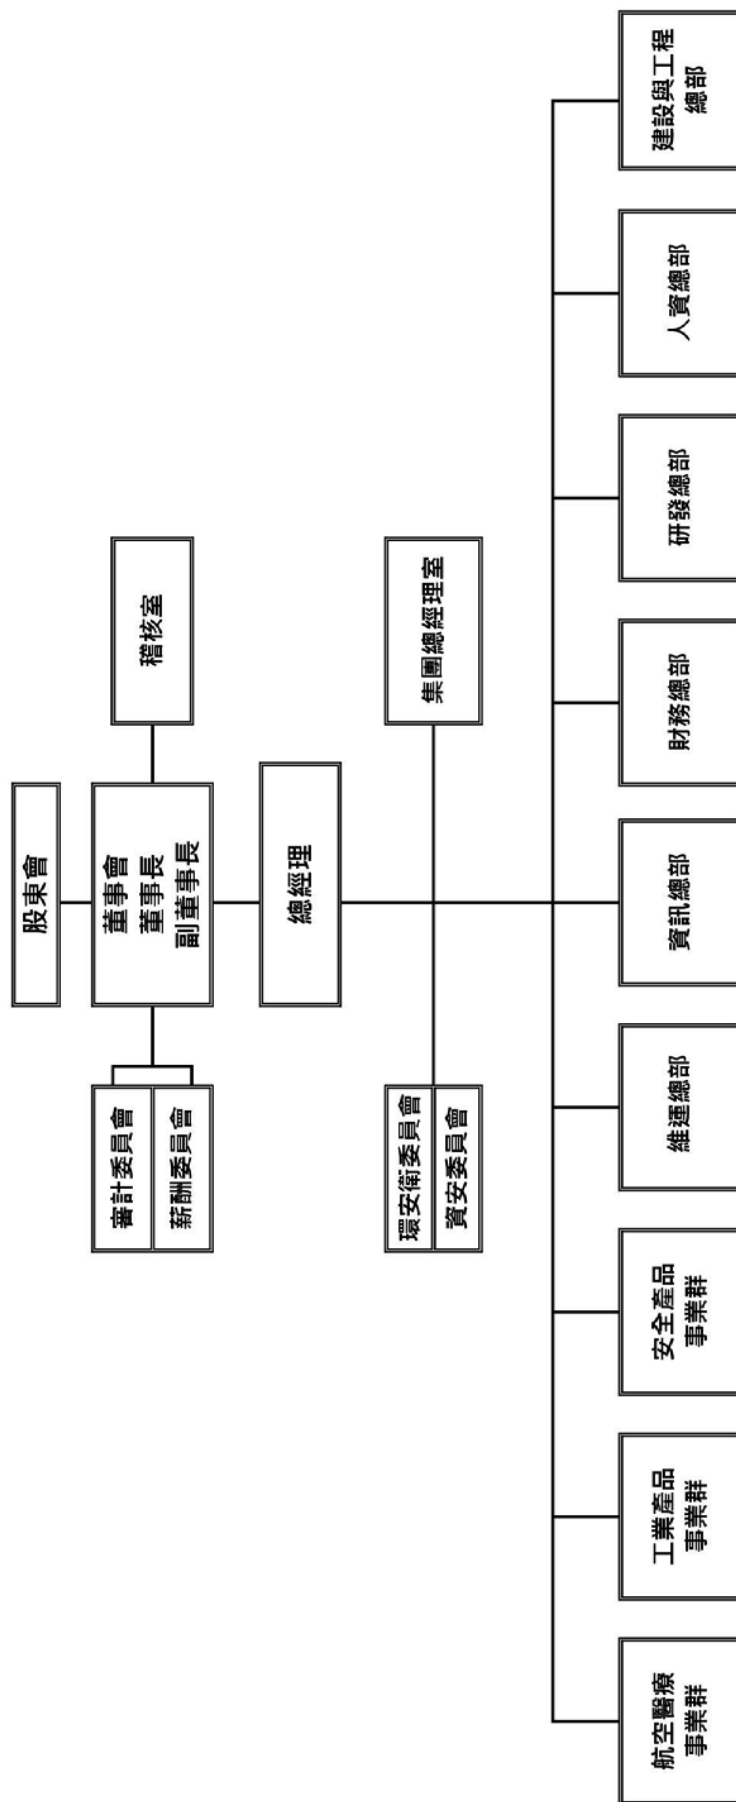 股東會
董事會
董事長
副董事長
稽核室
審計委員會
薪酬委員會
總經理
集團總經理室
環安衛委員會
資安委員會
航空醫療
事業群
工業產品
事業群
安全產品
事業群
維運總部
資訊總部
財務總部
研發總部
人資總部
建設與工程
總部